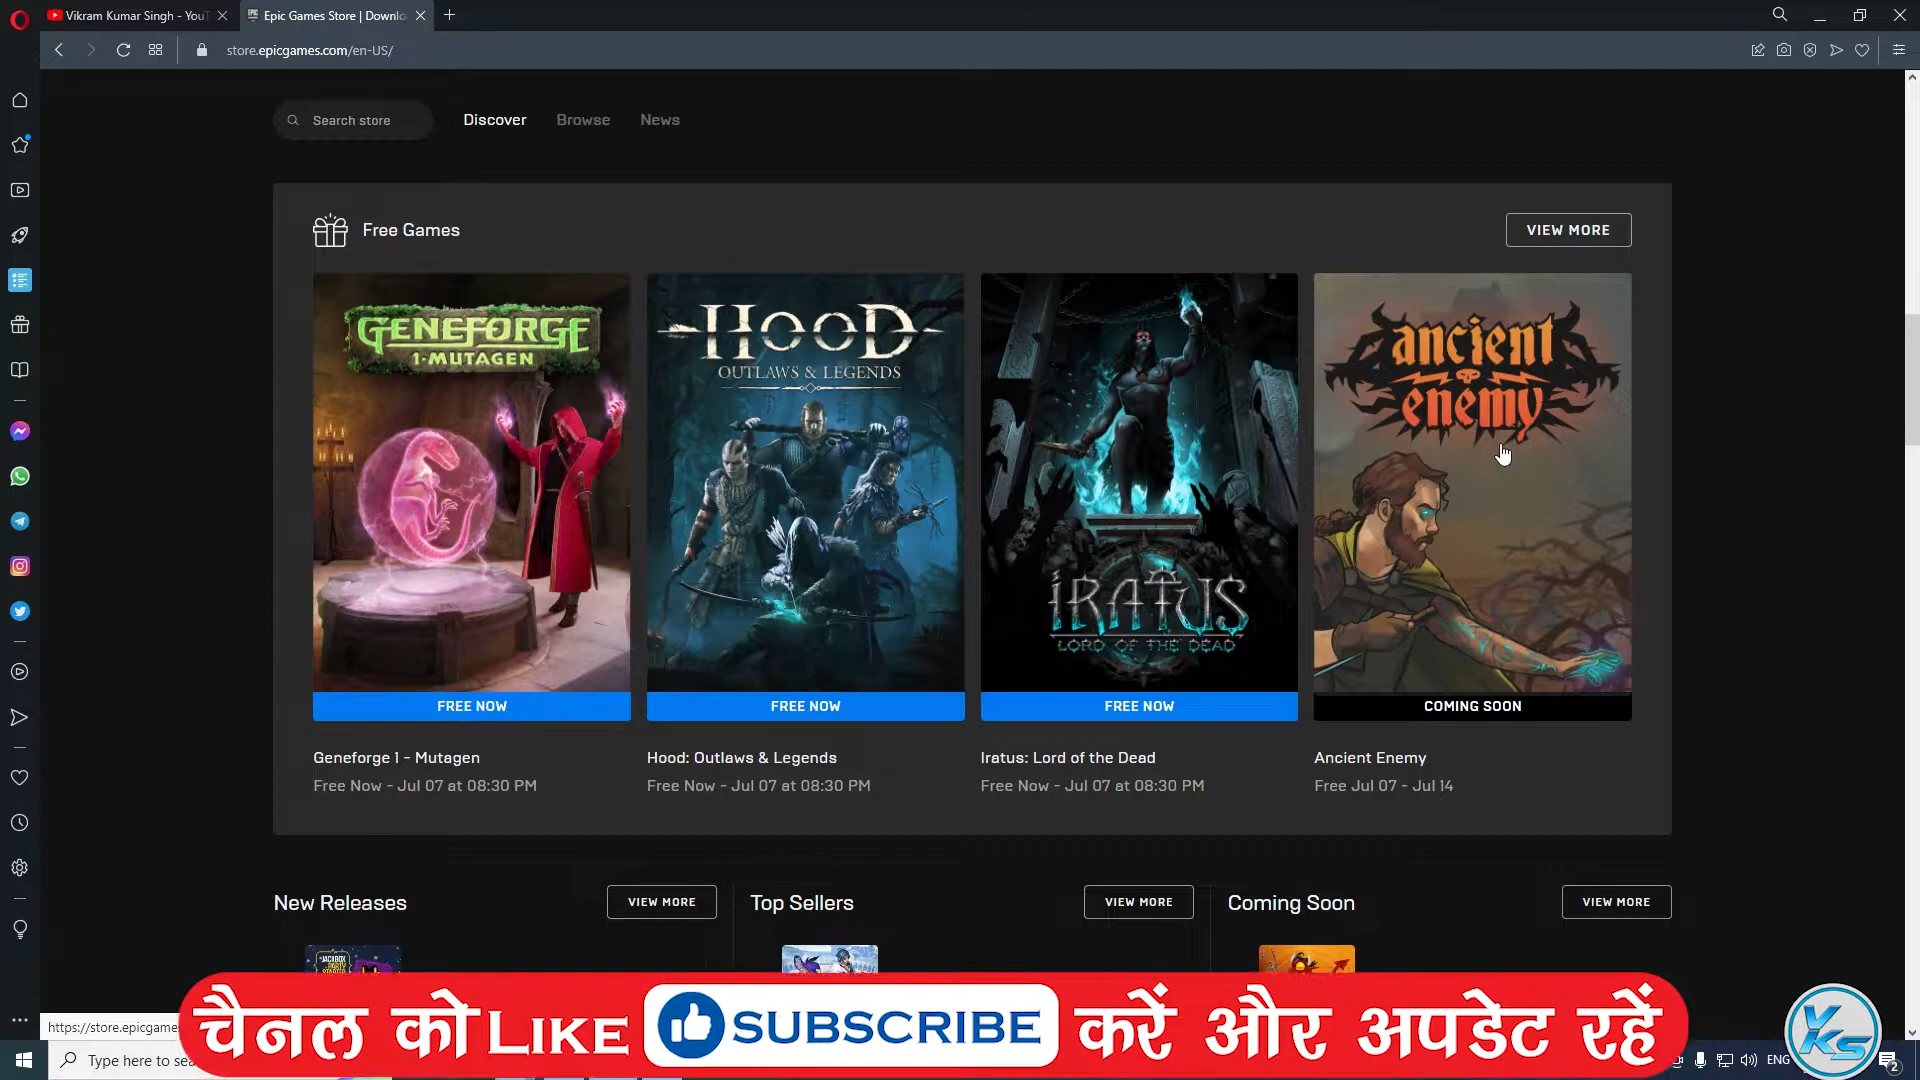 Vikram Kumar Singh - YouT
Epic Games Store | Downlo
store.epicgames.com/en-US/
Search store
Discover
Browse
News
Free Games
VIEW MORE
GENEFORGE
1-MUTAGEN
HOOD
OUTLAWS & LEGENDS
IRATUS
LORD OF THE DEAD
ancient
enemy
FREE NOW
FREE NOW
FREE NOW
COMING SOON
Geneforge 1 - Mutagen
Hood: Outlaws & Legends
Iratus: Lord of the Dead
Ancient Enemy
Free Now - Jul 07 at 08:30 PM
Free Now - Jul 07 at 08:30 PM
Free Now - Jul 07 at 08:30 PM
Free Jul 07 - Jul 14
New Releases
VIEW MORE
Top Sellers
VIEW MORE
Coming Soon
VIEW MORE
JACKBOX
PARTY
STARTER
https://store.epicgame
चैनल को LIKE SUBSCRIBE करें और अपडेट रहें
Type here to sea
ENG
2
VKS